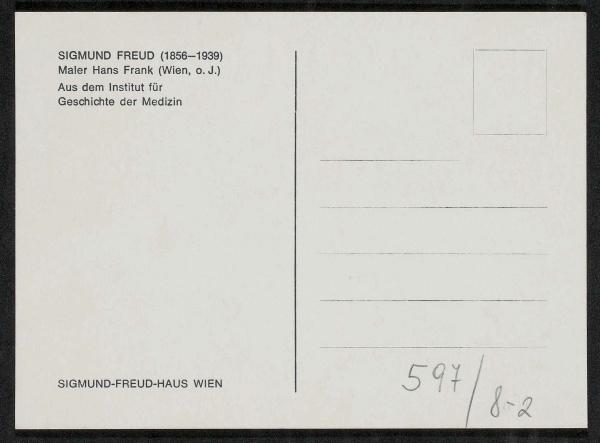 SIGMUND FREUD (1856—1939)
Maler Hans Frank (Wien, o. J.)
Aus dem Institut für
Geschichte der Medizin
SIGMUND-FREUD-HAUS WIEN
597/8-2